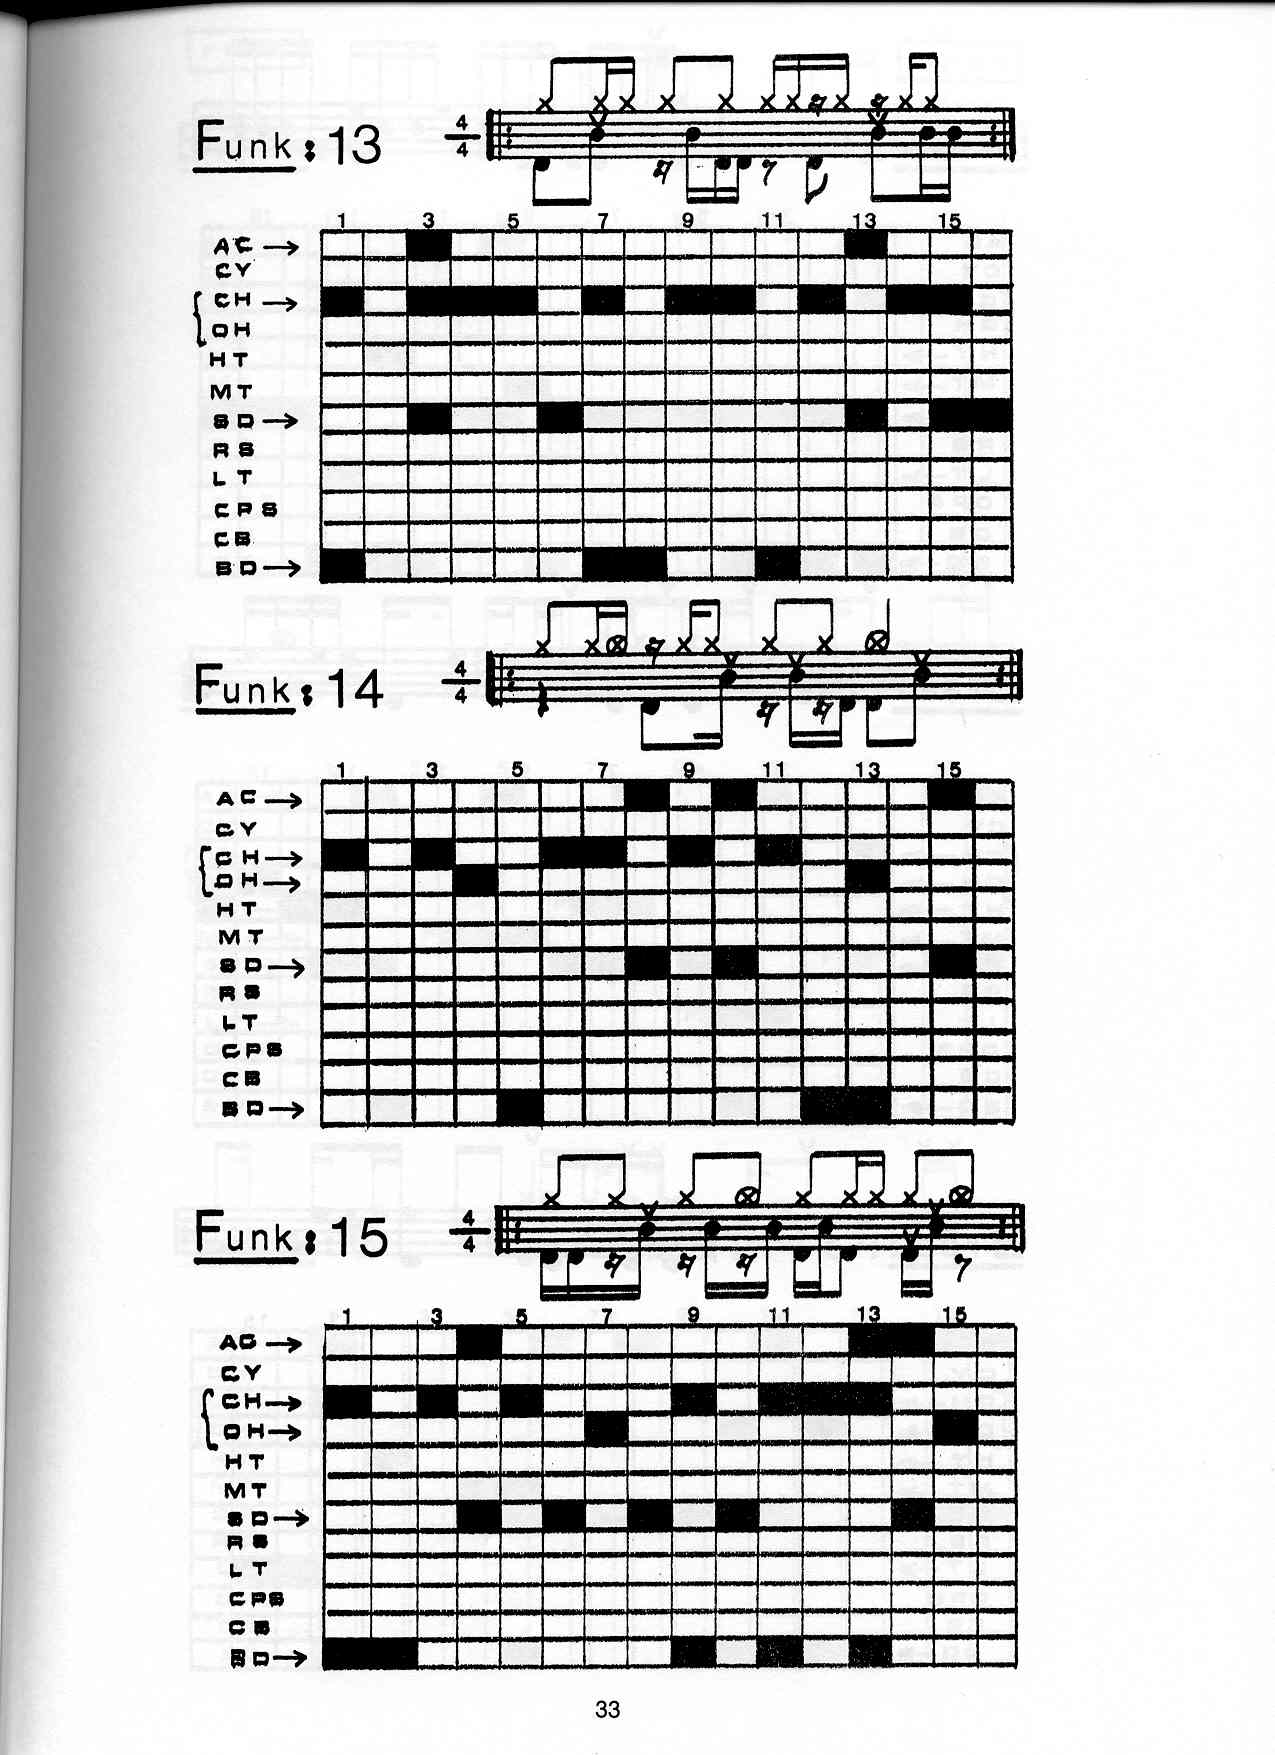 4
4
Funk: 13
1 3 5 7 9 11 13 15
AC →
CY
CH →
OH
HT
MT
SD →
RS
LT
CPS
CB
BD →
4
4
Funk: 14
1 3 5 7 9 11 13 15
AC →
CY
CH →
OH →
HT
MT
SD →
RS
LT
CPS
CB
BD →
4
4
Funk: 15
1 3 5 7 9 11 13 15
AC →
CY
CH →
OH →
HT
MT
SD →
RS
LT
CPS
CB
BD →
33